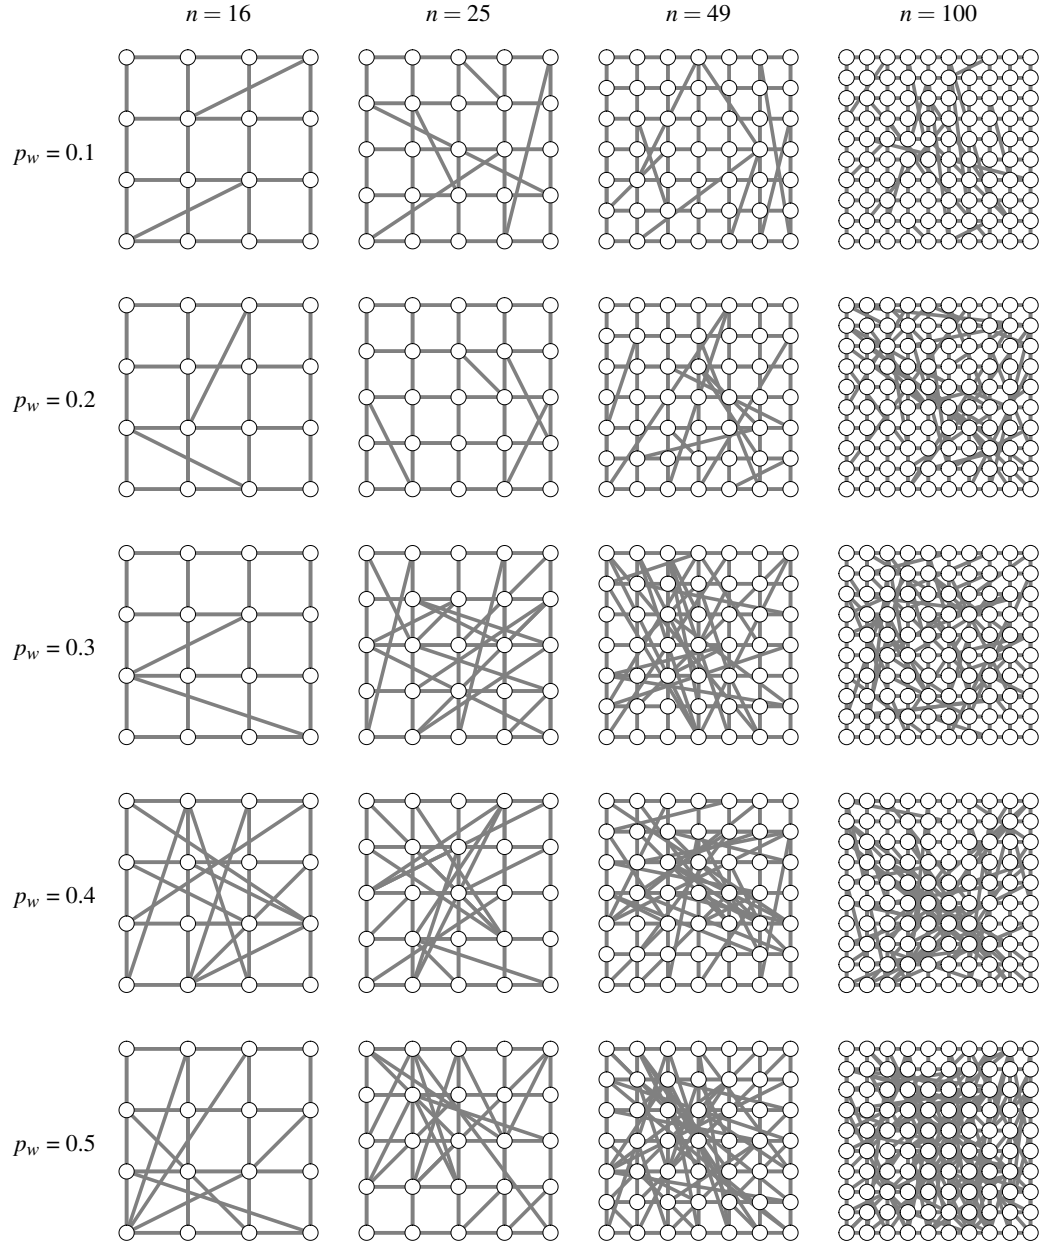 n = 16 n = 25 n = 49 n = 100
p_w = 0.1
p_w = 0.2
p_w = 0.3
p_w = 0.4
p_w = 0.5